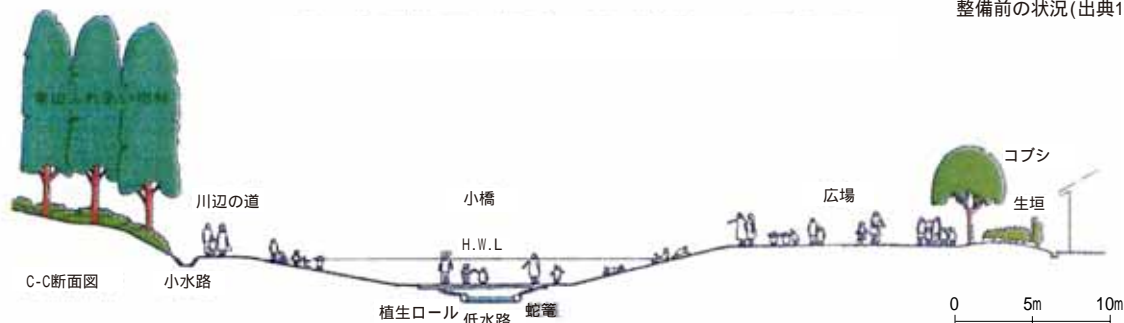 整備前の状況(出典1
コブシ
川辺の道
小橋
広場
生垣
H.W.L
C-C断面図
小水路
植生ロール
低水路
蛇篭
0 5m 10m